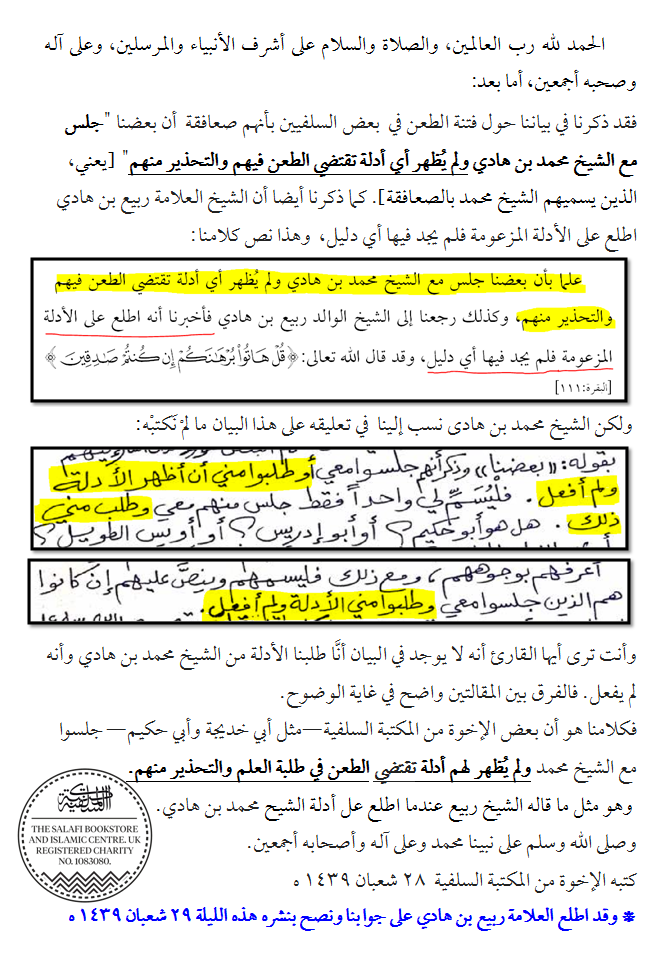 الحمد لله رب العالمين، والصلاة والسلام على أشرف الأنبياء والمرسلين، وعلى آله
وصحبه أجمعين، أما بعد:
فقد ذكرنا في بياننا حول فتنة الطعن في بعض السلفيين بأنهم صعافقة أن بعضنا "جلس
مع الشيخ محمد بن هادي ولم يُظهر أي أدلة تقتضي الطعن فيهم والتحذير منهم" [يعني،
الذين يسميهم الشيخ محمد بالصعافقة]. كما ذكرنا أيضا أن الشيخ العلامة ربيع بن هادي
اطلع على الأدلة المزعومة فلم يجد فيها أي دليل، وهذا نص كلامنا:
علما بأن بعضنا جلس مع الشيخ محمد بن هادي ولم يُظهر أي أدلة تقتضي الطعن فيهم
والتحذير منهم، وكذلك رجعنا إلى الشيخ الوالد ربيع بن هادي فأخبرنا أنه اطلع على الأدلة
المزعومة فلم يجد فيها أي دليل، وقد قال الله تعالى: ﴿قُلْ هَاتُوا۟ بُرْهَـٰنَكُمْ إِن كُنتُمْ صَـٰدِقِينَ﴾
[البقرة:١١١]
ولكن الشيخ محمد بن هادى نسب إلينا في تعليقه على هذا البيان ما لمْ نَكتبْه:
بقوله: «بعضنا» وذكر أنهم جلسوا معي أو طلبوا مني أن أظهر الأدلة
ولم أفعل. فليُسَمِّ لي واحداً فقط جلس منهم معي وطلب مني
ذلك. هل هو أبو حكيم؟ أو أبو إدريس؟ أو أويس الطويل؟
أعرفهم بوجوههم، ومع ذلك فليسمهم وينصَّ عليهم إن كانوا
هم الذين جلسوا معي وطلبوا مني الأدلة ولم أفعل.
وأنت ترى أيها القارئ أنه لا يوجد في البيان أنَّا طلبنا الأدلة من الشيخ محمد بن هادي وأنه
لم يفعل. فالفرق بين المقالتين واضح في غاية الوضوح.
فكلامنا هو أن بعض الإخوة من المكتبة السلفية—مثل أبي خديجة وأبي حكيم—جلسوا
مع الشيخ محمد ولم يُظهر لهم أدلة تقتضي الطعن في طلبة العلم والتحذير منهم.
وهو مثل ما قاله الشيخ ربيع عندما اطلع عل أدلة الشيح محمد بن هادي.
وصلى الله وسلم على نبينا محمد وعلى آله وأصحابه أجمعين.
كتبه الإخوة من المكتبة السلفية ٢٨ شعبان ١٤٣٩ ه
* وقد اطلع العلامة ربيع بن هادي على جوابنا ونصح بنشره هذه الليلة ٢٩ شعبان ١٤٣٩ ه
THE SALAFI BOOKSTORE
AND ISLAMIC CENTRE. UK
REGISTERED CHARITY
NO. 1083080.